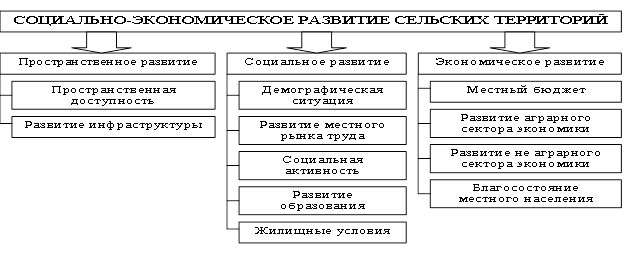 СОЦИАЛЬНО-ЭКОНОМИЧЕСКОЕ РАЗВИТИЕ СЕЛЬСКИХ ТЕРРИТОРИЙ
Пространственное развитие
Пространственная
доступность
Развитие инфраструктуры
Социальное развитие
Демографическая
ситуация
Развитие местного
рынка труда
Социальная
активность
Развитие
образования
Жилищные условия
Экономическое развитие
Местный бюджет
Развитие аграрного
сектора экономики
Развитие не аграрного
сектора экономики
Благосостояние
местного населения